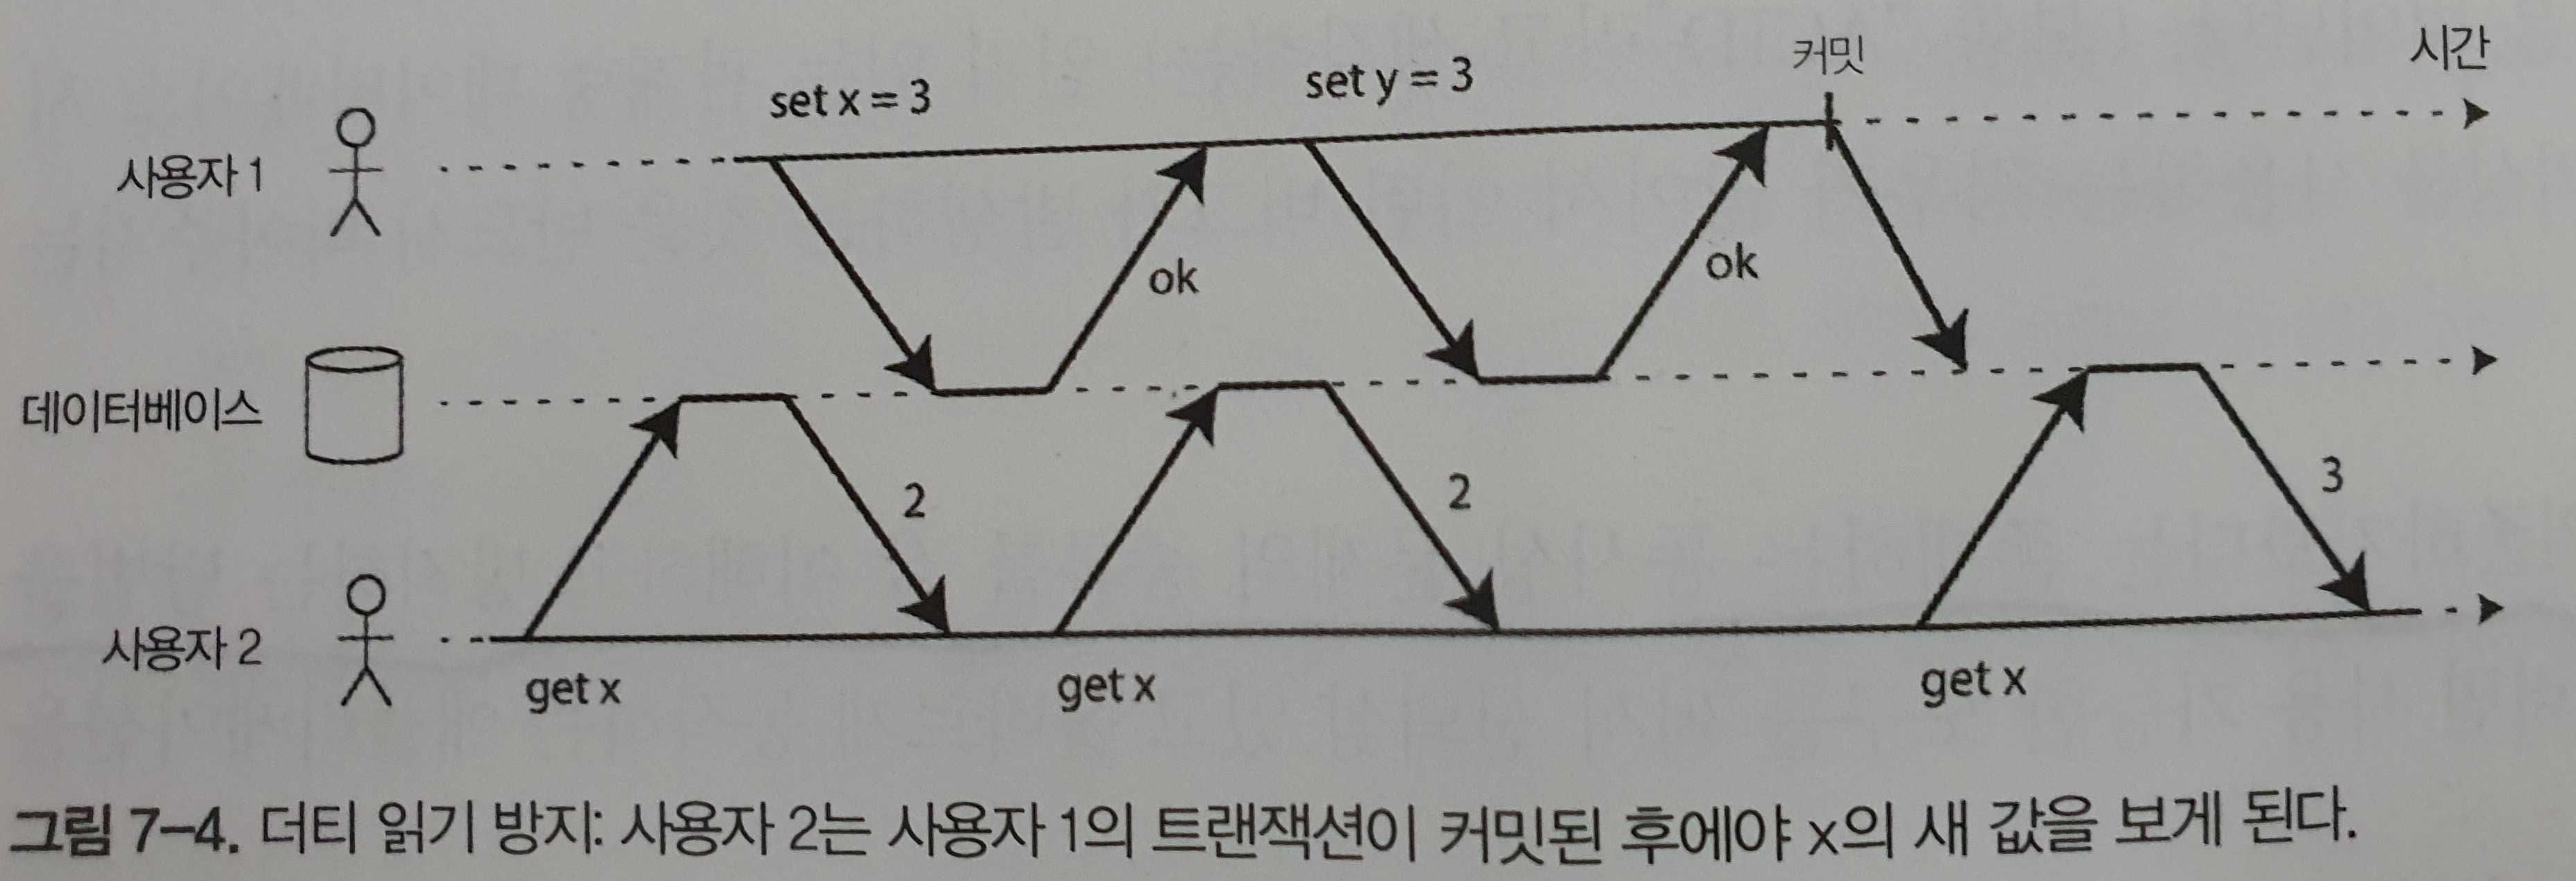 시간
커밋
set x = 3
set y = 3
사용자 1
ok
ok
데이터베이스
2
2
3
사용자 2
get x
get x
get x
그림 7-4. 더티 읽기 방지: 사용자 2는 사용자 1의 트랜잭션이 커밋된 후에야 x의 새 값을 보게 된다.